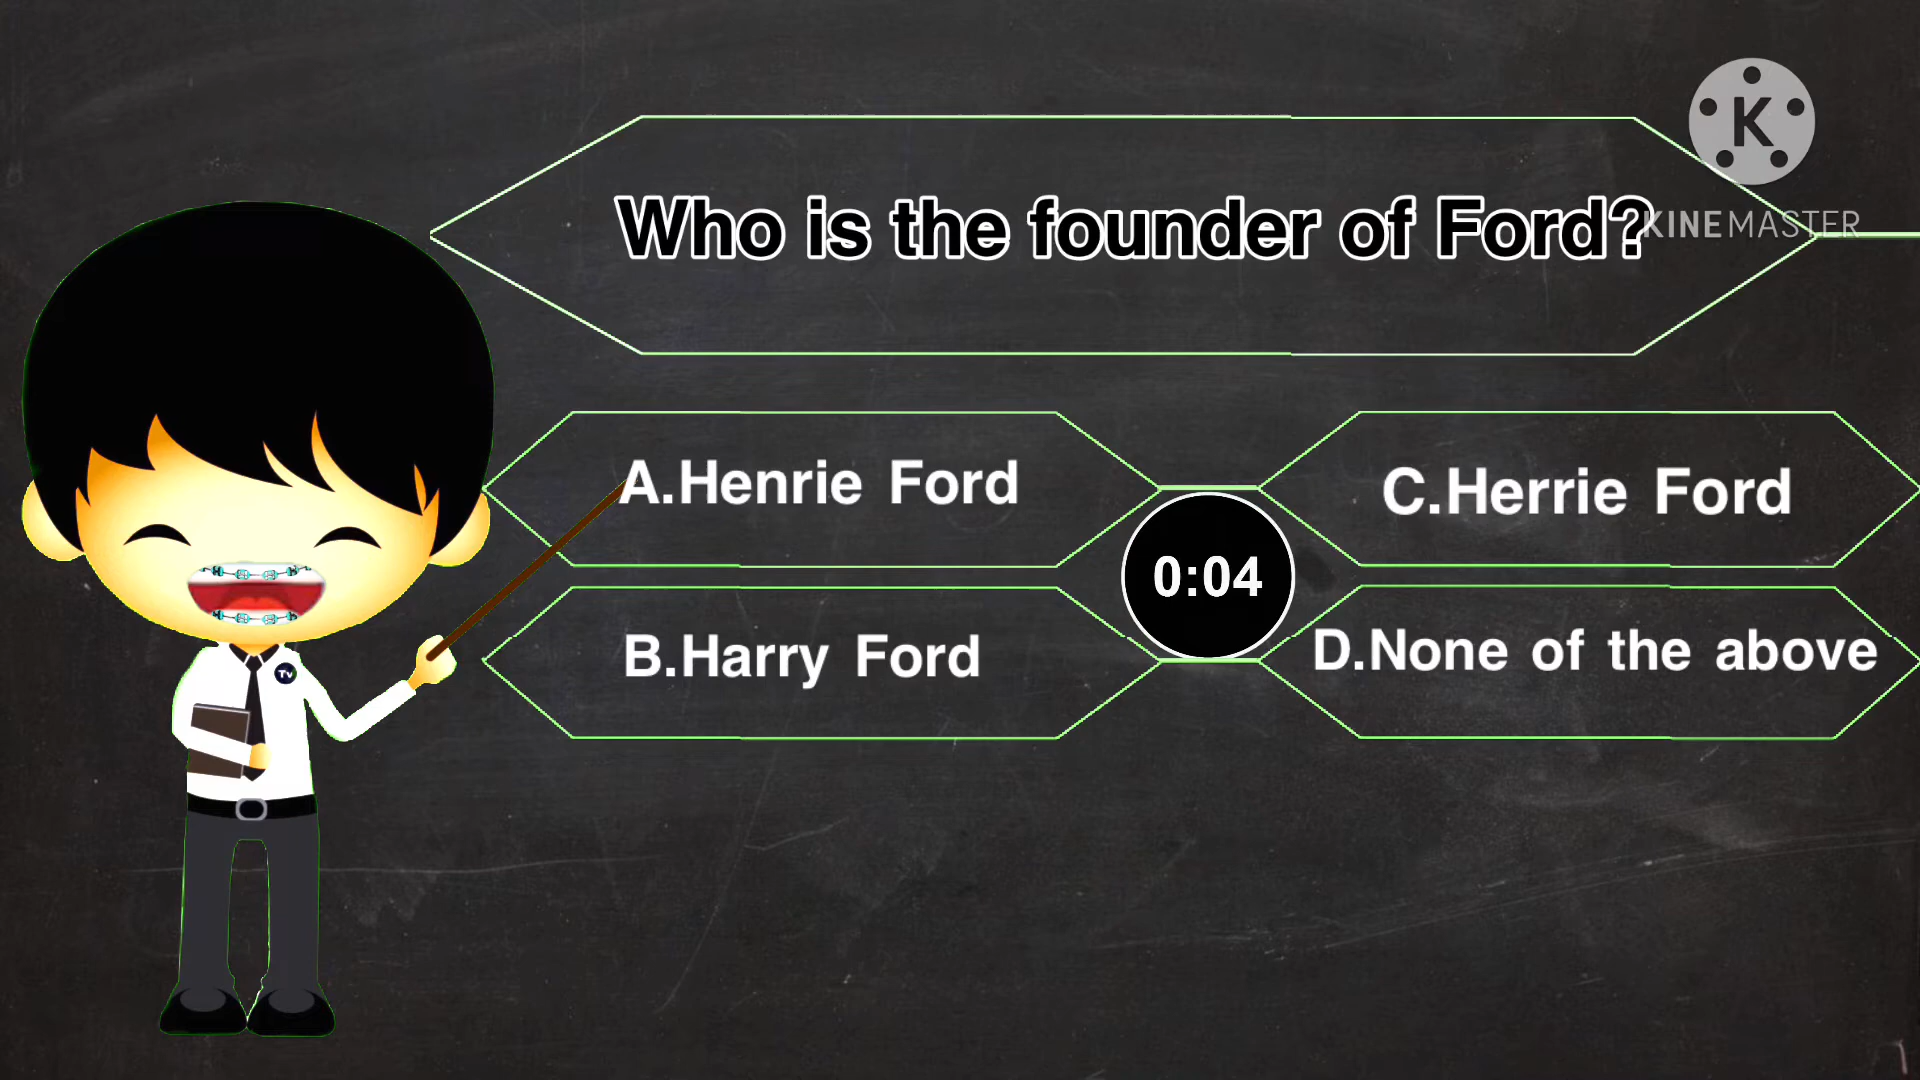 Who is the founder of Ford?
K
KINEMASTER
A.Henrie Ford
C.Herrie Ford
0:04
B.Harry Ford
D.None of the above
Tv